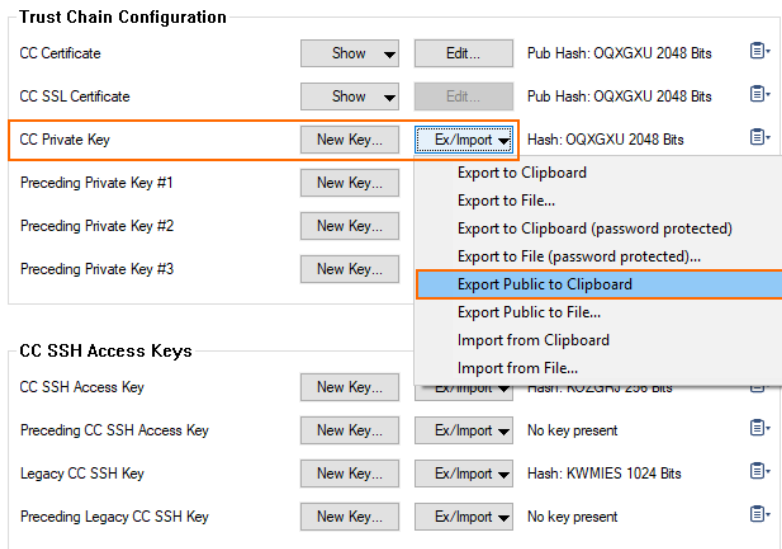 Trust Chain Configuration
CC Certificate Show Edit... Pub Hash: OQXGXU 2048 Bits
CC SSL Certificate Show Edit... Pub Hash: OQXGXU 2048 Bits
CC Private Key New Key... Ex/Import Hash: OQXGXU 2048 Bits
Export to Clipboard
Preceding Private Key #1 New Key...
Export to File...
Preceding Private Key #2 New Key...
Export to Clipboard (password protected)
Export to File (password protected)...
Preceding Private Key #3 New Key...
Export Public to Clipboard
Export Public to File...
Import from Clipboard
Import from File...
CC SSH Access Keys
CC SSH Access Key New Key... Ex/Import Hash: KOZGRJ 256 Bits
Preceding CC SSH Access Key New Key... Ex/Import No key present
Legacy CC SSH Key New Key... Ex/Import Hash: KWMIES 1024 Bits
Preceding Legacy CC SSH Key New Key... Ex/Import No key present